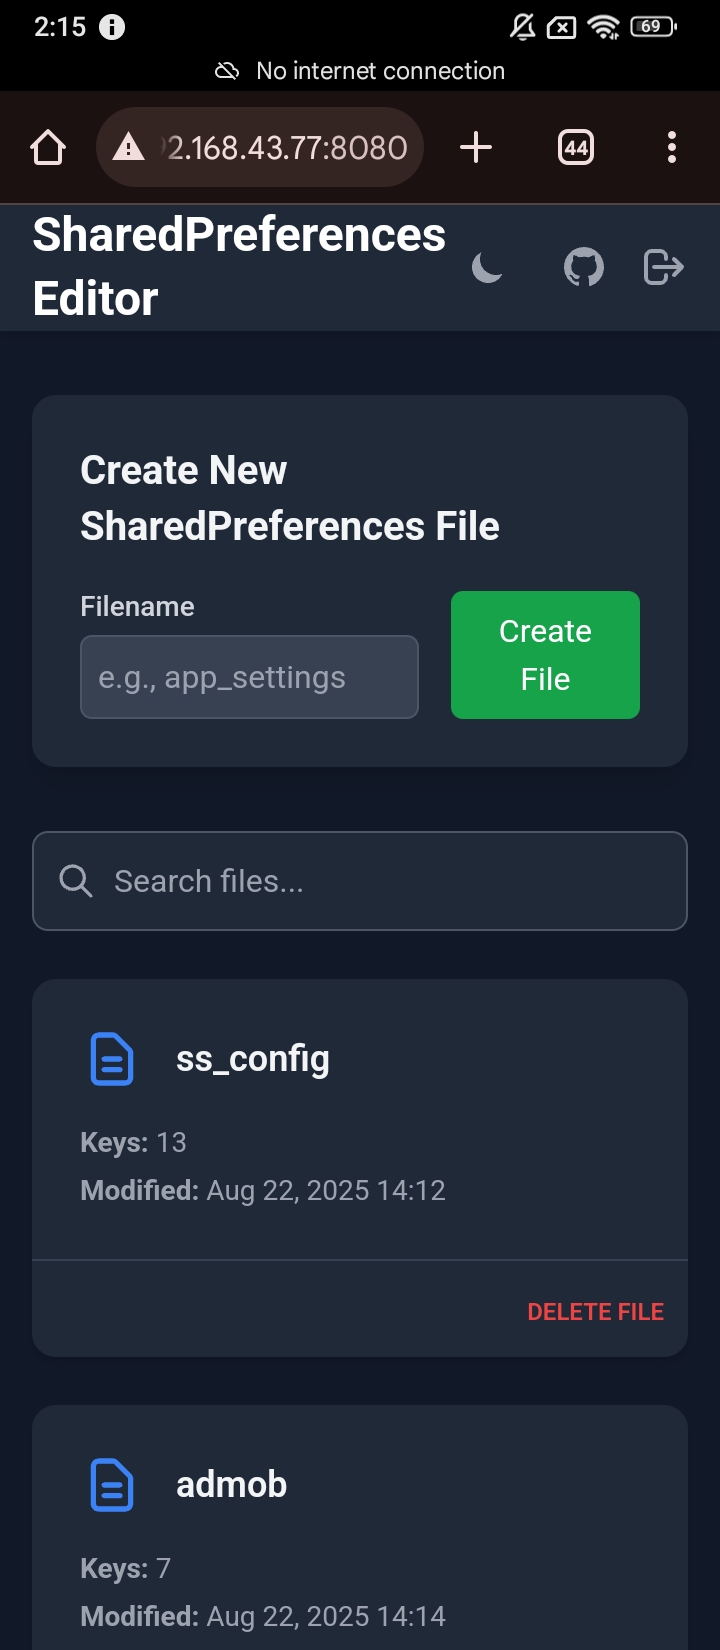 2:15
69
No internet connection
2.168.43.77:8080
44
SharedPreferences
Editor
Create New
SharedPreferences File
Filename
e.g., app_settings
Create
File
Search files...
ss_config
Keys: 13
Modified: Aug 22, 2025 14:12
DELETE FILE
admob
Keys: 7
Modified: Aug 22, 2025 14:14